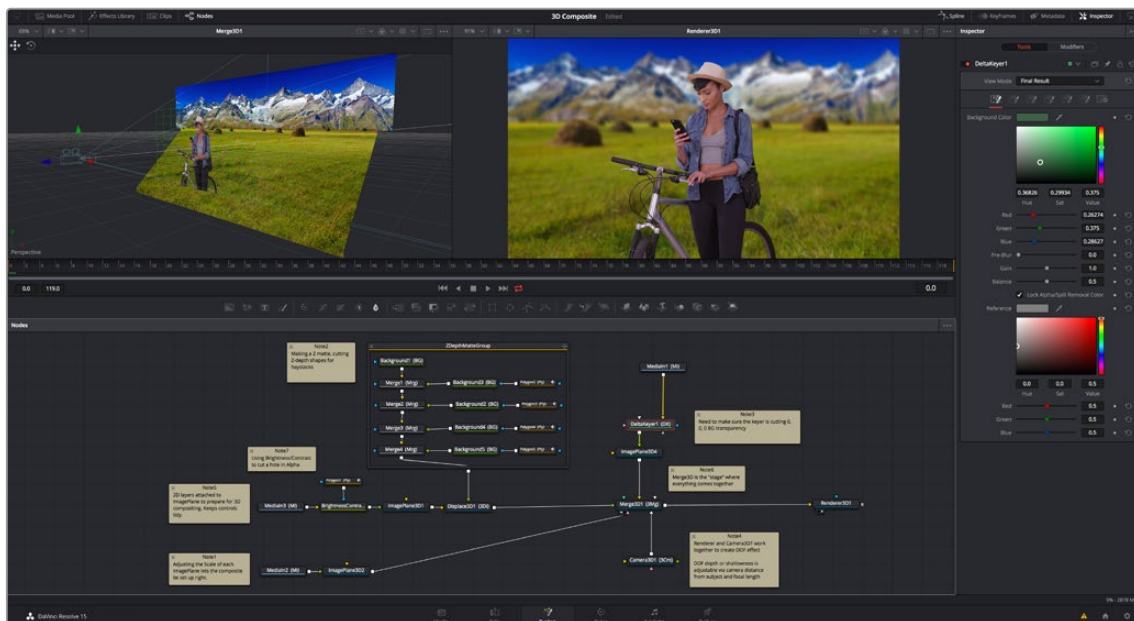 Media Pool Effects Library Clips Nodes 3D Composite Edited Spline Keyframes Metadata Inspector
Merge3D1 Renderer3D1 Inspector
Tools Modifiers
DeltaKeyer1
View Mode Final Result
Background Color
0.36826 0.29934 0.375
Hue Sat Value
Red 0.26274
Green 0.375
Blue 0.28627
Pre-Blur 0.0
Gain 1.0
Balance 0.5
Lock Alpha/Spill Removal Color
Reference
0.0 0.0 0.5
Hue Sat Value
Red 0.5
Green 0.5
Blue 0.5
Perspective
0.0 119.0 0.0
Nodes
Note2
Making a Z matte, cutting
Z-depth shapes for
haystacks
ZDepthMatteGroup
Background1 (BG)
Merge1 (Mrg) Background3 (BG)
Merge2 (Mrg) Background2 (BG)
Merge3 (Mrg) Background4 (BG)
Merge4 (Mrg) Background5 (BG)
MediaIn1 (MI)
DeltaKeyer1 (DK)
ImagePlane3D4
Note3
Need to make sure the keyer is cutting 0,
0, 0 BG transparency
Note7
Using Brightness/Contrast
to cut a hole in Alpha
Note6
Merge3D is the "stage" where
everything comes together
Note5
2D layers attached to
ImagePlane to prepare for 3D
compositing. Keeps controls
tidy.
MediaIn3 (MI) BrightnessContra... ImagePlane3D1 Displace3D1 (3Di) Merge3D1 (3Mg) Renderer3D1
Note4
Renderer and Camera3D1 work
together to create DOF effect
DOF depth or shallowness is
adjustable via camera distance
from subject and focal length
Camera3D1 (3Cm)
Note1
Adjusting the Scale of each
ImagePlane lets the composite
be set up right.
MediaIn2 (MI) ImagePlane3D2
DaVinci Resolve 15